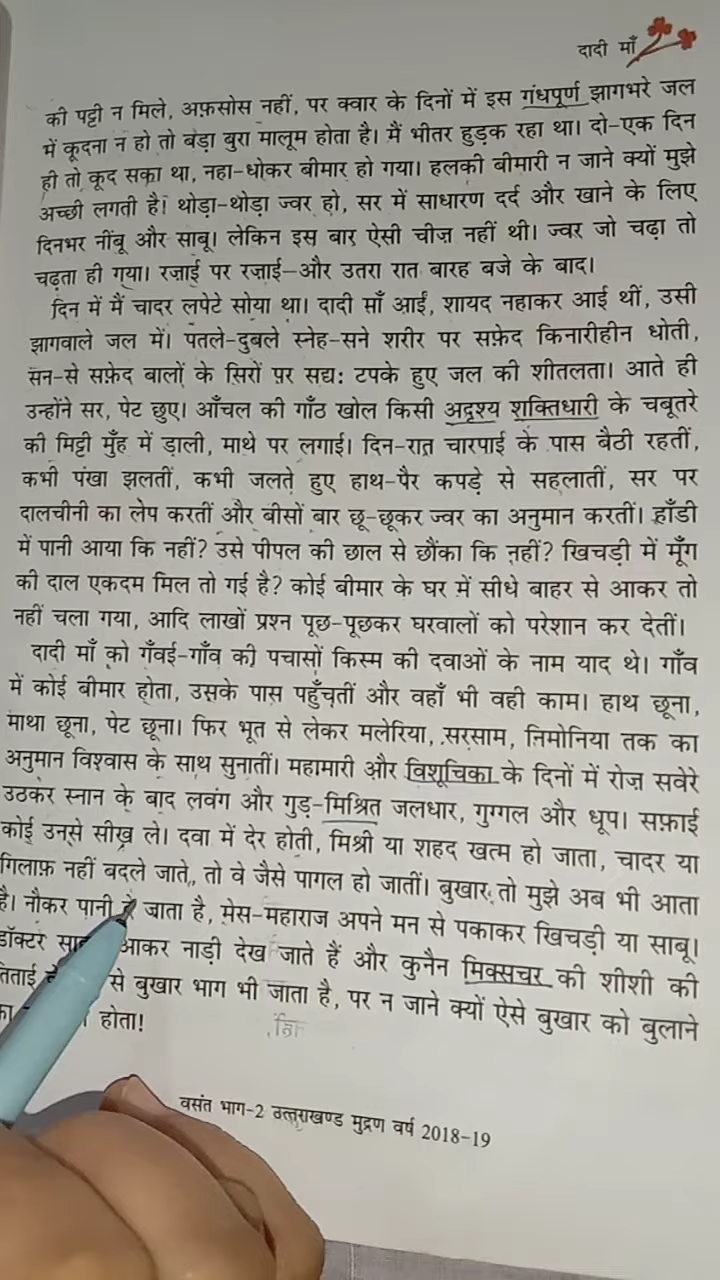 दादी माँ
की पट्टी न मिले, अफ़सोस नहीं, पर क्वार के दिनों में इस गंधपूर्ण झागभरे जल
में कूदना न हो तो बड़ा बुरा मालूम होता है। मैं भीतर हुड़क रहा था। दो-एक दिन
ही तो कूद सका था, नहा-धोकर बीमार हो गया। हलकी बीमारी न जाने क्यों मुझे
अच्छी लगती है। थोड़ा-थोड़ा ज्वर हो, सर में साधारण दर्द और खाने के लिए
दिनभर नींबू और साबू। लेकिन इस बार ऐसी चीज़ नहीं थी। ज्वर जो चढ़ा तो
चढ़ता ही गया। रज़ाई पर रज़ाई—और उतरा रात बारह बजे के बाद।
दिन में मैं चादर लपेटे सोया था। दादी माँ आईं, शायद नहाकर आई थीं, उसी
झागवाले जल में। पतले-दुबले स्नेह-सने शरीर पर सफ़ेद किनारीहीन धोती,
सन-से सफ़ेद बालों के सिरों पर सद्य: टपके हुए जल की शीतलता। आते ही
उन्होंने सर, पेट छुए। आँचल की गाँठ खोल किसी अदृश्य शक्तिधारी के चबूतरे
की मिट्टी मुँह में डाली, माथे पर लगाई। दिन-रात चारपाई के पास बैठी रहतीं,
कभी पंखा झलतीं, कभी जलते हुए हाथ-पैर कपड़े से सहलातीं, सर पर
दालचीनी का लेप करतीं और बीसों बार छू-छूकर ज्वर का अनुमान करतीं। हाँडी
में पानी आया कि नहीं? उसे पीपल की छाल से छौंका कि नहीं? खिचड़ी में मूँग
की दाल एकदम मिल तो गई है? कोई बीमार के घर में सीधे बाहर से आकर तो
नहीं चला गया, आदि लाखों प्रश्न पूछ-पूछकर घरवालों को परेशान कर देतीं।
दादी माँ को गँवई-गाँव की पचासों किस्म की दवाओं के नाम याद थे। गाँव
में कोई बीमार होता, उसके पास पहुँचतीं और वहाँ भी वही काम। हाथ छूना,
माथा छूना, पेट छूना। फिर भूत से लेकर मलेरिया, सरसाम, निमोनिया तक का
अनुमान विश्वास के साथ सुनातीं। महामारी और विशूचिका के दिनों में रोज़ सवेरे
उठकर स्नान के बाद लवंग और गुड़-मिश्रित जलधार, गुग्गल और धूप। सफ़ाई
कोई उनसे सीख ले। दवा में देर होती, मिश्री या शहद खत्म हो जाता, चादर या
गिलाफ़ नहीं बदले जाते, तो वे जैसे पागल हो जातीं। बुखार तो मुझे अब भी आता
है। नौकर पानी जाता है, मेस-महाराज अपने मन से पकाकर खिचड़ी या साबू।
डॉक्टर आकर नाड़ी देख जाते हैं और कुनैन मिक्सचर की शीशी की
तिताई से बुखार भाग भी जाता है, पर न जाने क्यों ऐसे बुखार को बुलाने
होता!
वसंत भाग-2 उत्तराखण्ड मुद्रण वर्ष 2018-19